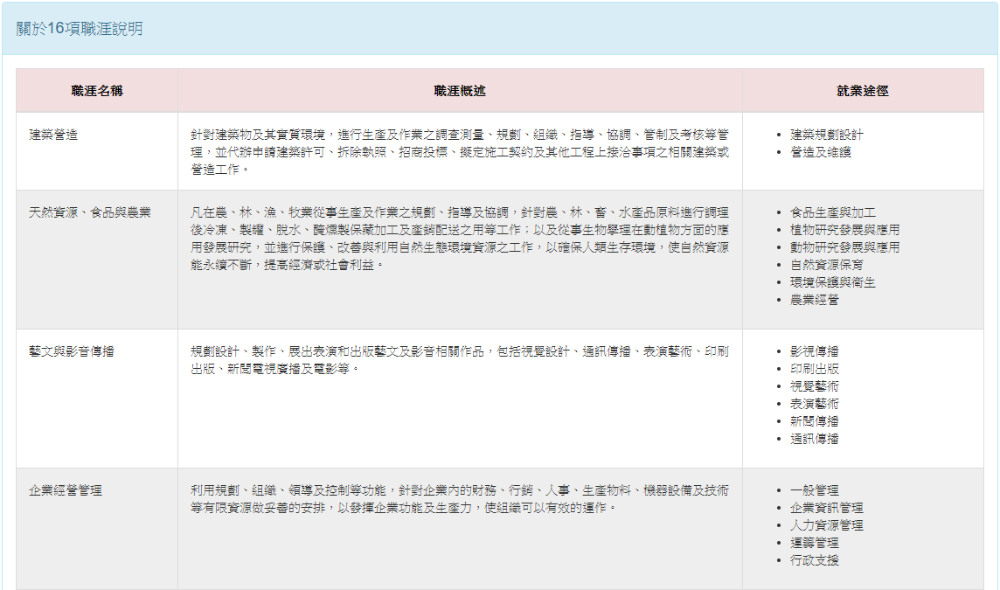 關於16項職涯說明
職涯名稱
職涯概述
就業途徑
建築營造
針對建築物及其實質環境，進行生產及作業之調查測量、規劃、組織、指導、協調、管制及考核等管
理，並代辦申請建築許可、拆除執照、招商投標、擬定施工契約及其他工程上接洽事項之相關建築或
營造工作。
• 建築規劃設計
• 營造及維護
天然資源、食品與農業
凡在農、林、漁、牧業從事生產及作業之規劃、指導及協調，針對農、林、畜、水產品原料進行調理
後冷凍、製罐、脫水、醃燻製保藏加工及產銷配送之用等工作；以及從事生物學理在動植物方面的應
用發展研究，並進行保護、改善與利用自然生態環境資源之工作，以確保人類生存環境，使自然資源
能永續不斷，提高經濟或社會利益。
• 食品生產與加工
• 植物研究發展與應用
• 動物研究發展與應用
• 自然資源保育
• 環境保護與衛生
• 農業經營
藝文與影音傳播
規劃設計、製作、展出表演和出版藝文及影音相關作品，包括視覺設計、通訊傳播、表演藝術、印刷
出版、新聞電視廣播及電影等。
• 影視傳播
• 印刷出版
• 視覺藝術
• 表演藝術
• 新聞傳播
• 通訊傳播
企業經營管理
利用規劃、組織、領導及控制等功能，針對企業內的財務、行銷、人事、生產物料、機器設備及技術
等有限資源做妥善的安排，以發揮企業功能及生產力，使組織可以有效的運作。
• 一般管理
• 企業資訊管理
• 人力資源管理
• 運籌管理
• 行政支援